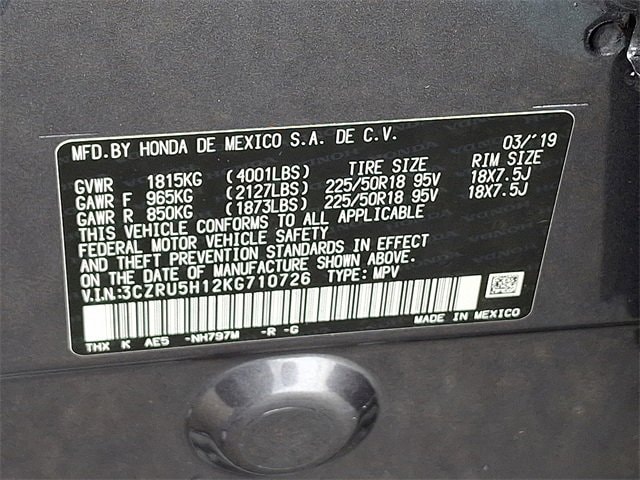 MFD.BY HONDA DE MEXICO S.A. DE C.V. 03/'19
TIRE SIZE RIM SIZE
GVWR 1815KG (4001LBS)
GAWR F 965KG (2127LBS) 225/50R18 95V 18X7.5J
GAWR R 850KG (1873LBS) 225/50R18 95V 18X7.5J
THIS VEHICLE CONFORMS TO ALL APPLICABLE
FEDERAL MOTOR VEHICLE SAFETY
AND THEFT PREVENTION STANDARDS IN EFFECT
ON THE DATE OF MANUFACTURE SHOWN ABOVE.
V.I.N:3CZRU5H12KG710726 TYPE: MPV
THX K AE5 -NH797M -R -G MADE IN MEXICO